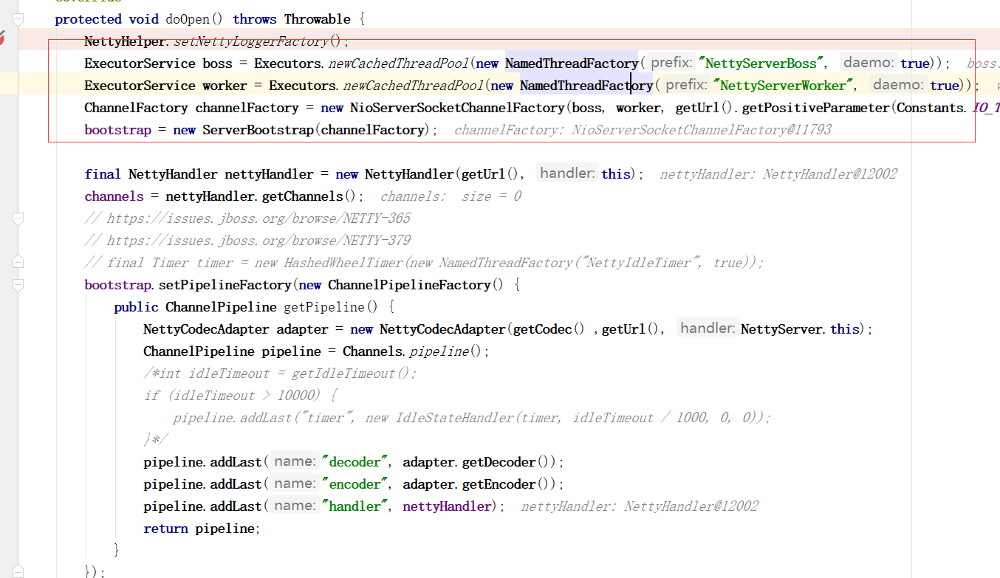 protected void doOpen() throws Throwable {
NettyHelper.setNettyLoggerFactory();
ExecutorService boss = Executors.newCachedThreadPool(new NamedThreadFactory( prefix: "NettyServerBoss", daemo: true)); boss:
ExecutorService worker = Executors.newCachedThreadPool(new NamedThreadFactory( prefix: "NettyServerWorker", daemo: true));
ChannelFactory channelFactory = new NioServerSocketChannelFactory(boss, worker, getUrl().getPositiveParameter(Constants.IO_T
bootstrap = new ServerBootstrap(channelFactory); channelFactory: NioServerSocketChannelFactory@11793
final NettyHandler nettyHandler = new NettyHandler(getUrl(), handler: this); nettyHandler: NettyHandler@12002
channels = nettyHandler.getChannels(); channels: size = 0
// https://issues.jboss.org/browse/NETTY-365
// https://issues.jboss.org/browse/NETTY-379
// final Timer timer = new HashedWheelTimer(new NamedThreadFactory("NettyIdleTimer", true));
bootstrap.setPipelineFactory(new ChannelPipelineFactory() {
public ChannelPipeline getPipeline() {
NettyCodecAdapter adapter = new NettyCodecAdapter(getCodec() ,getUrl(), handler: NettyServer.this);
ChannelPipeline pipeline = Channels.pipeline();
/*int idleTimeout = getIdleTimeout();
if (idleTimeout > 10000) {
pipeline.addLast("timer", new IdleStateHandler(timer, idleTimeout / 1000, 0, 0));
}*/
pipeline.addLast( name: "decoder", adapter.getDecoder());
pipeline.addLast( name: "encoder", adapter.getEncoder());
pipeline.addLast( name: "handler", nettyHandler); nettyHandler: NettyHandler@12002
return pipeline;
}
});